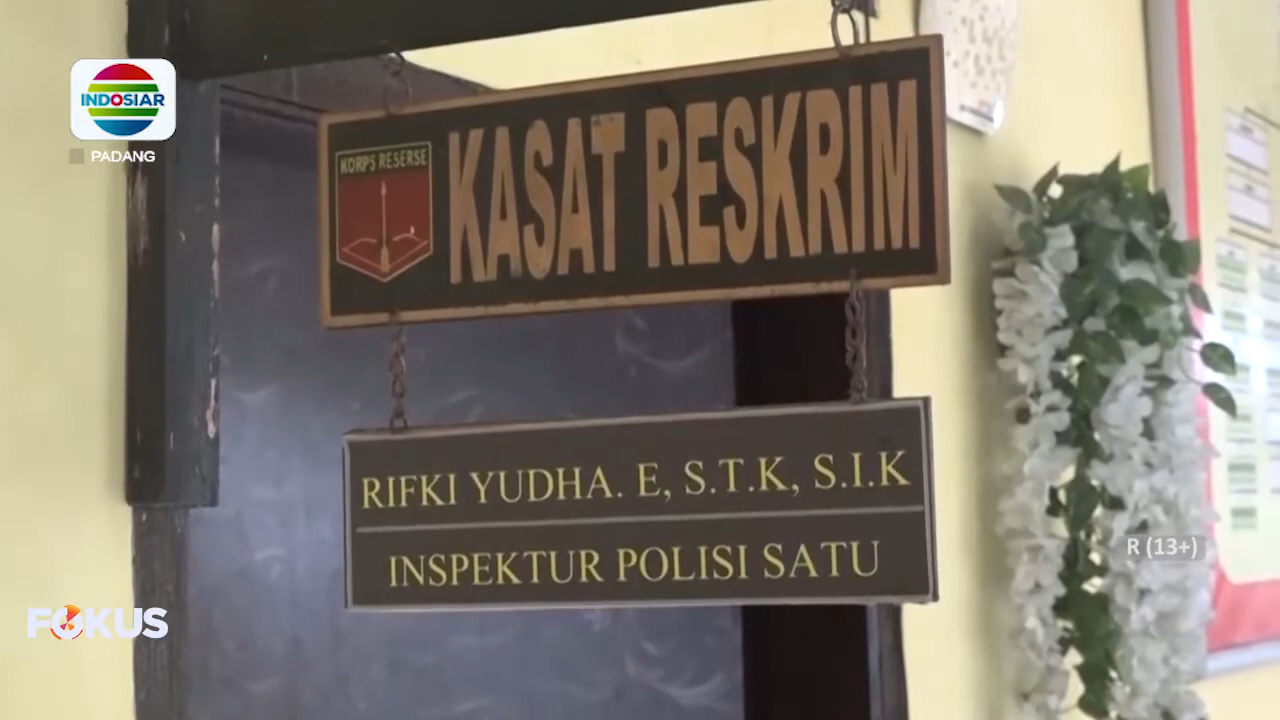 INDOSIAR
PADANG
KORPS RESERSE
KASAT RESKRIM
RIFKI YUDHA. E, S.T.K, S.I.K
INSPEKTUR POLISI SATU
R (13+)
FOKUS